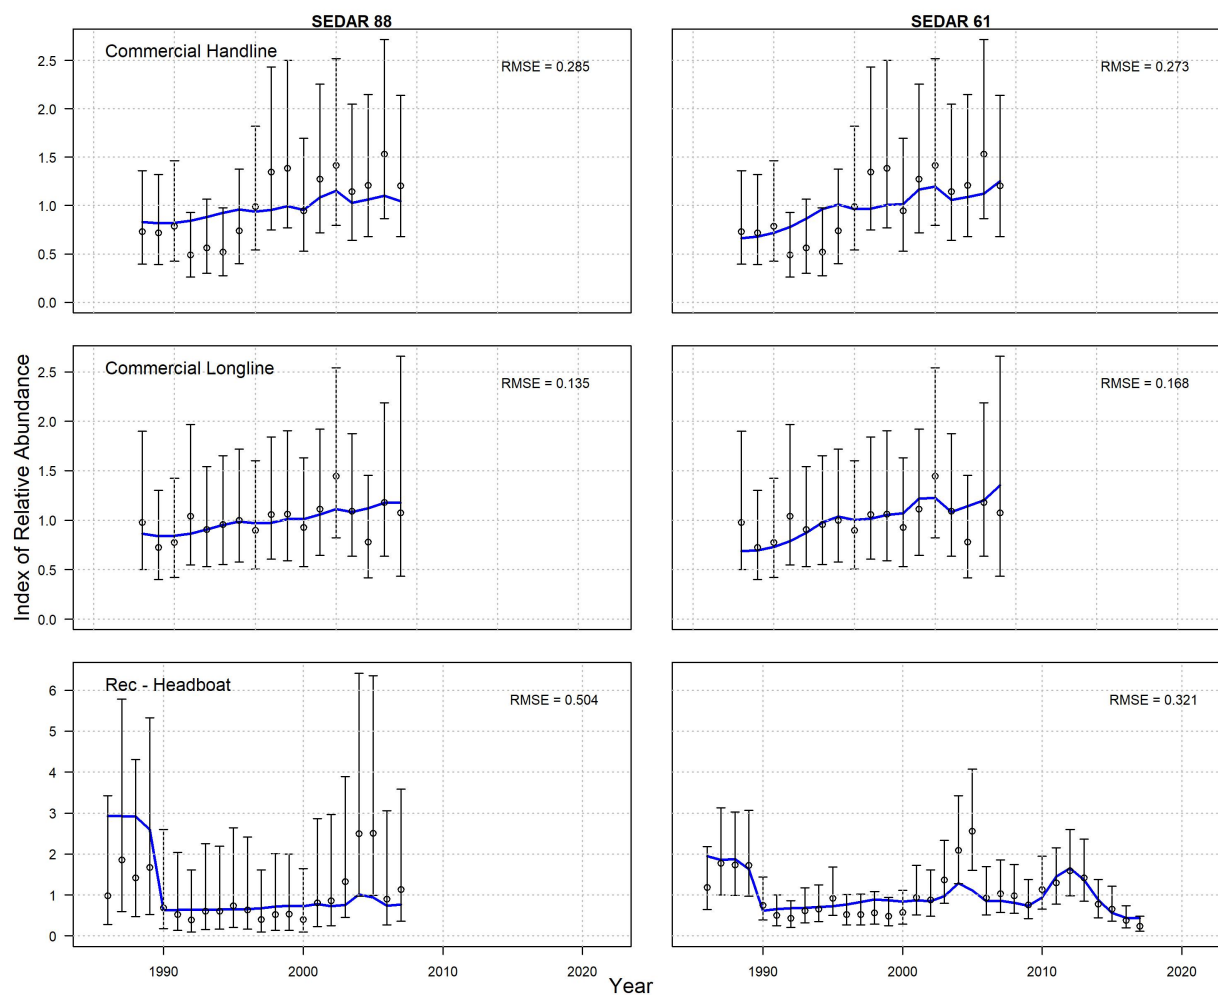 SEDAR 88 SEDAR 61
Commercial Handline
RMSE = 0.285 RMSE = 0.273
2.5
2.0
1.5
1.0
0.5
0.0
Index of Relative Abundance
Commercial Longline
RMSE = 0.135 RMSE = 0.168
2.5
2.0
1.5
1.0
0.5
0.0
Rec - Headboat
RMSE = 0.504 RMSE = 0.321
6
5
4
3
2
1
0
1990 2000 2010 2020 1990 2000 2010 2020
Year